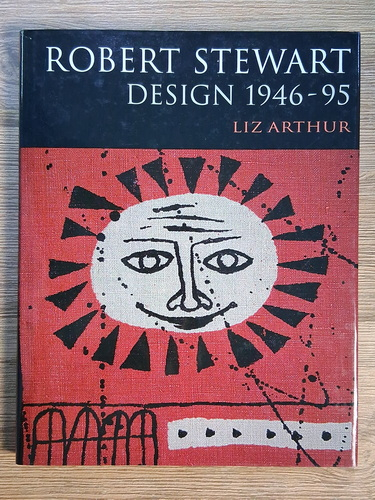 ROBERT STEWART
DESIGN 1946-95
LIZ ARTHUR